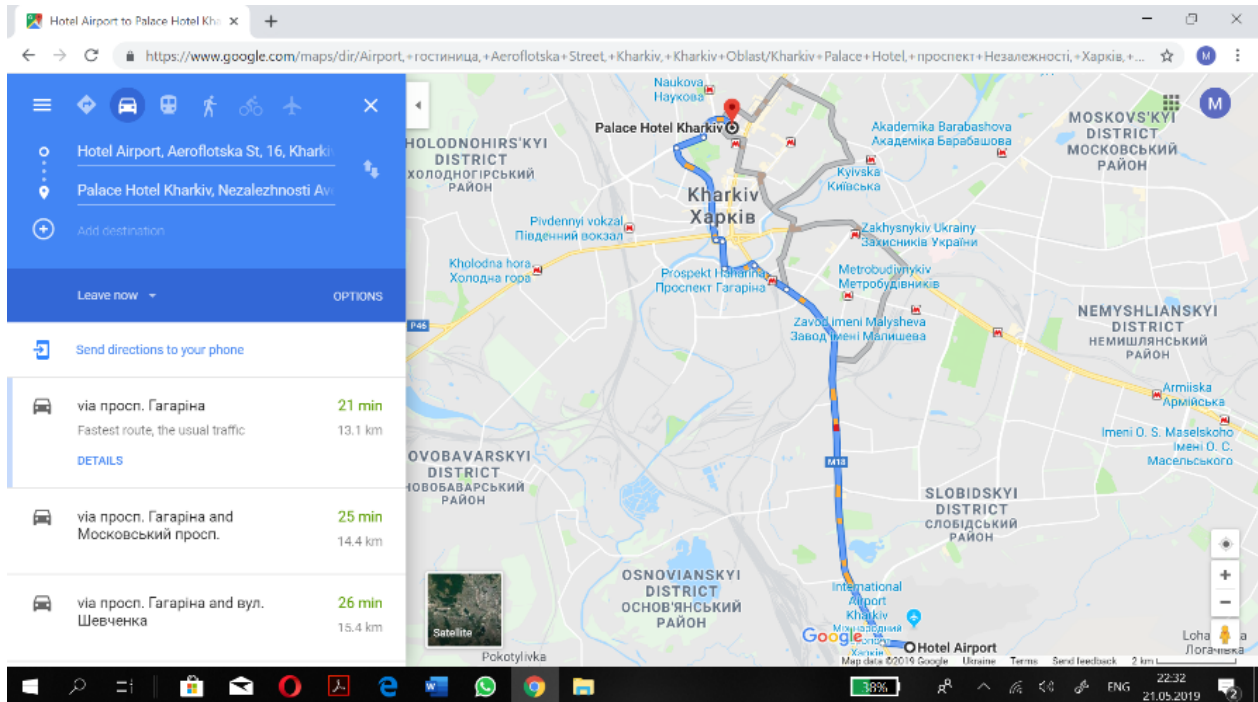 Hotel Airport to Palace Hotel Kha
https://www.google.com/maps/dir/Airport,+гостиница,+Aeroflotska+Street,+Kharkiv,+Kharkiv+Oblast/Kharkiv+Palace+Hotel,+проспект+Незалежності,+Харків,+...
M
Hotel Airport, Aeroflotska St, 16, Kharki
Palace Hotel Kharkiv, Nezalezhnosti Av
Add destination
Leave now
OPTIONS
Send directions to your phone
via просп. Гагаріна
21 min
Fastest route, the usual traffic
13.1 km
DETAILS
via просп. Гагаріна and
Московський просп.
25 min
14.4 km
via просп. Гагаріна and вул.
Шевченка
26 min
15.4 km
M
Naukova
Наукова
Palace Hotel Kharkiv
Akademika Barabashova
Академіка Барабашова
MOSKOVS'KYI
DISTRICT
МОСКОВСЬКИЙ
РАЙОН
HOLODNOHIRS'KYI
DISTRICT
ХОЛОДНОГІРСЬКИЙ
РАЙОН
Kyivska
Київська
Kharkiv
Харків
Pivdennyi vokzal
Південний вокзал
Zakhysnykiv Ukrainy
Захисників України
Kholodna hora
Холодна гора
Prospekt Haharina
Проспект Гагаріна
Metrobudivnykiv
Метробудівників
P46
Zavod imeni Malysheva
Завод імені Малишева
NEMYSHLIANSKYI
DISTRICT
НЕМИШЛЯНСЬКИЙ
РАЙОН
Armiiska
Армійська
Imeni O. S. Maselskoho
Імені О. С.
Масельського
OVOBAVARSKYI
DISTRICT
НОВОБАВАРСЬКИЙ
РАЙОН
M18
SLOBIDSKYI
DISTRICT
СЛОБІДСЬКИЙ
РАЙОН
OSNOVIANSKYI
DISTRICT
ОСНОВ'ЯНСЬКИЙ
РАЙОН
International
Airport
Kharkiv
Міжнародний
Харків
Satellite
Google
Hotel Airport
Pokotylivka
Map data ©2019 Google Ukraine Terms Send feedback 2 km
38%
ENG
22:32
21.05.2019
2